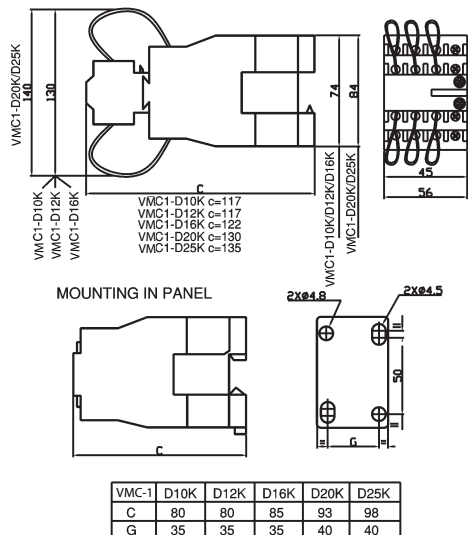 VMC1-D20K/D25K
140
130
VMC1-D10K
VMC1-D12K
VMC1-D16K
C
VMC1-D10K c=117
VMC1-D12K c=117
VMC1-D16K c=122
VMC1-D20K c=130
VMC1-D25K c=135
74
84
VMC1-D10K/D12K/D16K
VMC1-D20K/D25K
45
56
MOUNTING IN PANEL
C
2XØ4.8
2XØ4.5
=
50
=
= G =
VMC-1 D10K D12K D16K D20K D25K
C 80 80 85 93 98
G 35 35 35 40 40